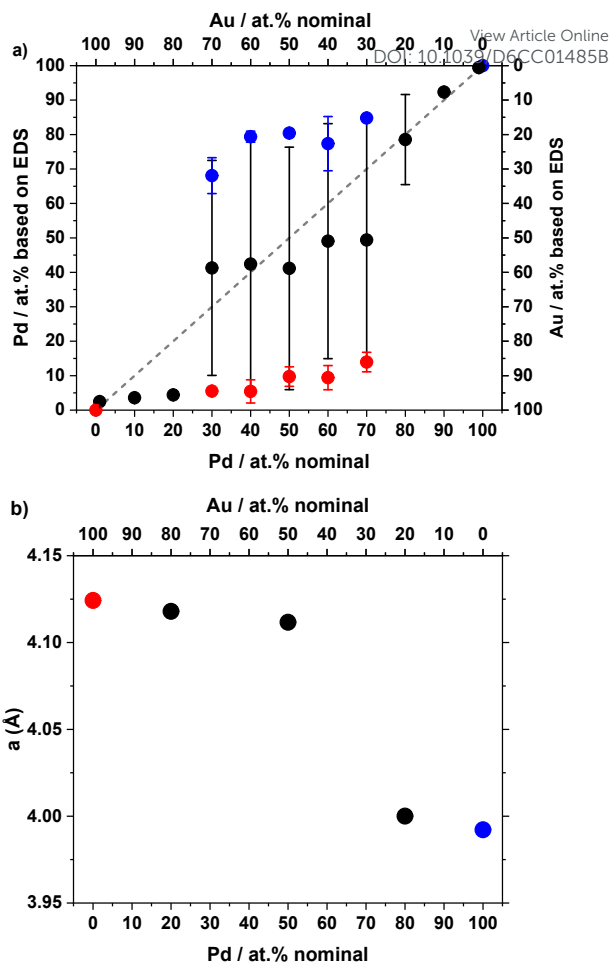 Au / at.% nominal
View Article Online
DOI: 10.1039/D6CC01485B
a)
100 90 80 70 60 50 40 30 20 10 0
100 0
90 10
80 20
70 30
60 40
50 50
40 60
30 70
20 80
10 90
0 100
Pd / at.% based on EDS
Au / at.% based on EDS
0 10 20 30 40 50 60 70 80 90 100
Pd / at.% nominal
b)
Au / at.% nominal
100 90 80 70 60 50 40 30 20 10 0
4.15
4.10
4.05
4.00
3.95
a (Å)
0 10 20 30 40 50 60 70 80 90 100
Pd / at.% nominal